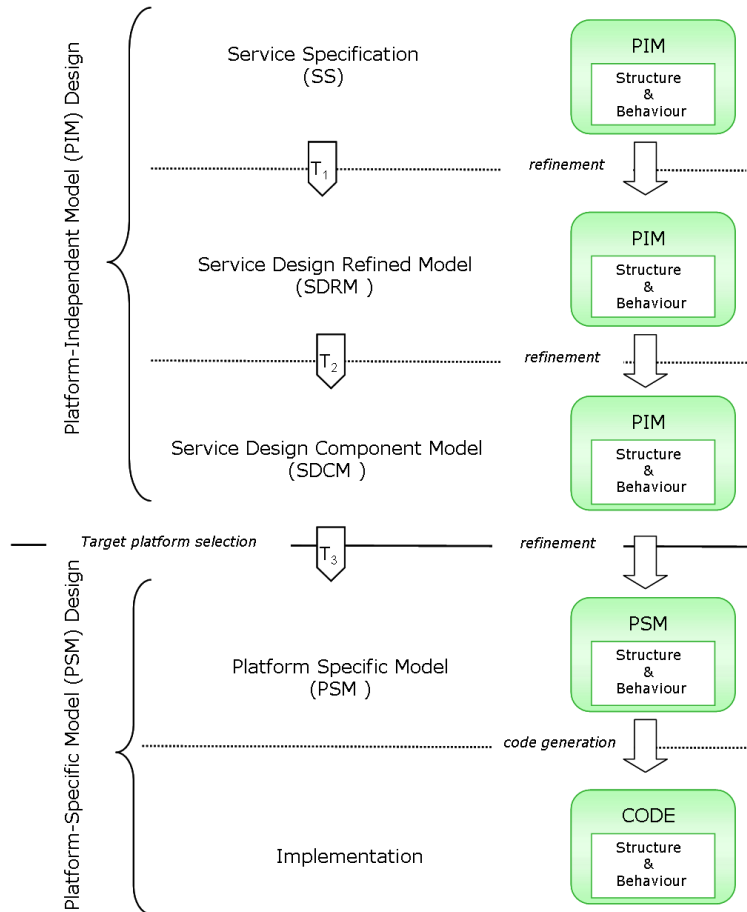 Platform-Independent Model (PIM) Design
Service Specification
(SS)
PIM
Structure
&
Behaviour
T1
refinement
Service Design Refined Model
(SDRM )
PIM
Structure
&
Behaviour
T2
refinement
Service Design Component Model
(SDCM )
PIM
Structure
&
Behaviour
Target platform selection
T3
refinement
Platform-Specific Model (PSM) Design
Platform Specific Model
(PSM )
PSM
Structure
&
Behaviour
code generation
Implementation
CODE
Structure
&
Behaviour